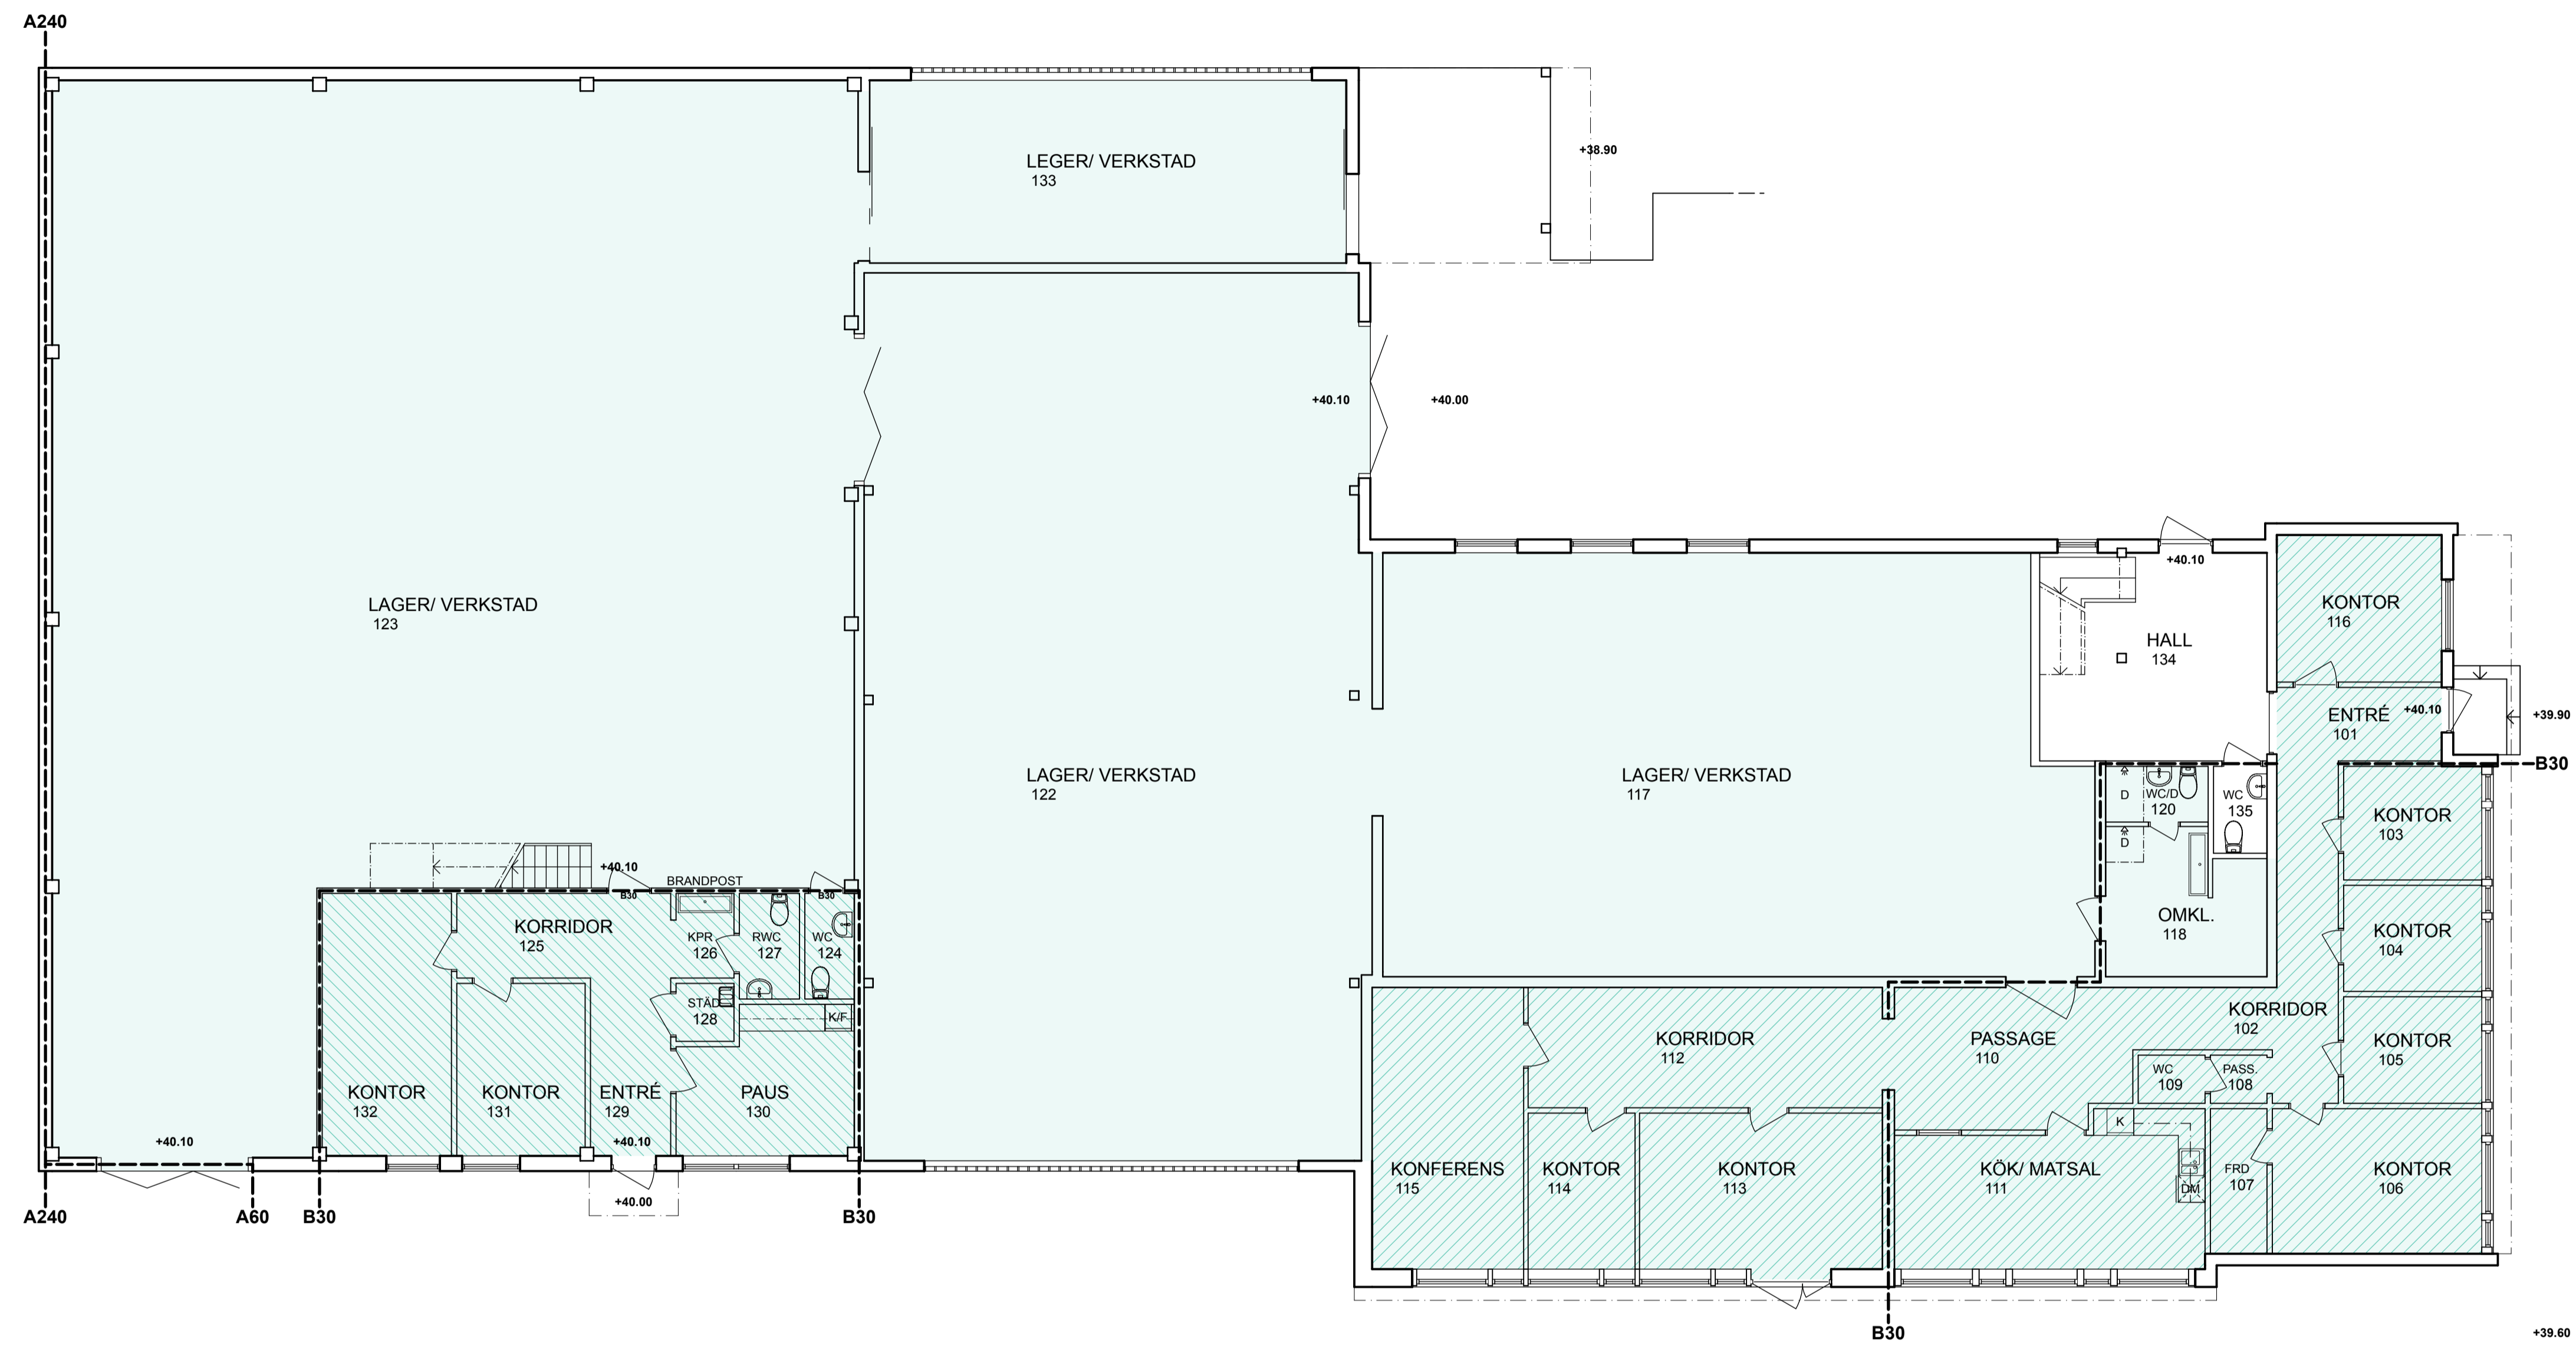 A240
+38.90
LEGER/ VERKSTAD
133
+40.10
+40.00
LAGER/ VERKSTAD
123
LAGER/ VERKSTAD
122
LAGER/ VERKSTAD
117
+40.10
HALL
134
KONTOR
116
ENTRÉ
101
+40.10
+39.90
B30
D
WC/D
120
WC
135
D
OMKL.
118
KONTOR
103
KONTOR
104
KONTOR
105
KORRIDOR
102
+40.10
B30
BRANDPOST
B30
KORRIDOR
125
KPR
126
RWC
127
WC
124
STÄD
128
K/F
KONTOR
132
KONTOR
131
ENTRÉ
129
PAUS
130
+40.10
+40.10
+40.00
A240
A60
B30
B30
KORRIDOR
112
PASSAGE
110
WC
109
PASS.
108
K
KONFERENS
115
KONTOR
114
KONTOR
113
KÖK/ MATSAL
111
DM
FRD
107
KONTOR
106
B30
+39.60